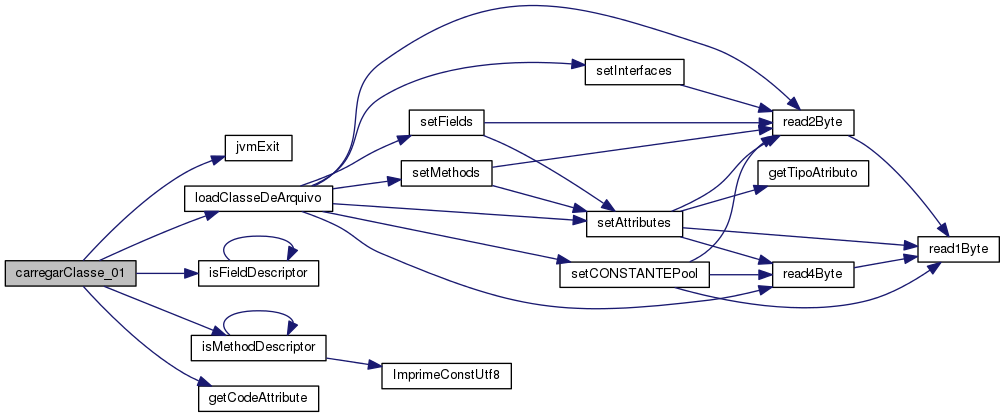 carregarClasse_01
jvmExit
loadClasseDeArquivo
isFieldDescriptor
isMethodDescriptor
getCodeAttribute
setFields
setMethods
ImprimeConstUtf8
setInterfaces
setAttributes
setCONSTANTEPool
read2Byte
getTipoAtributo
read4Byte
read1Byte